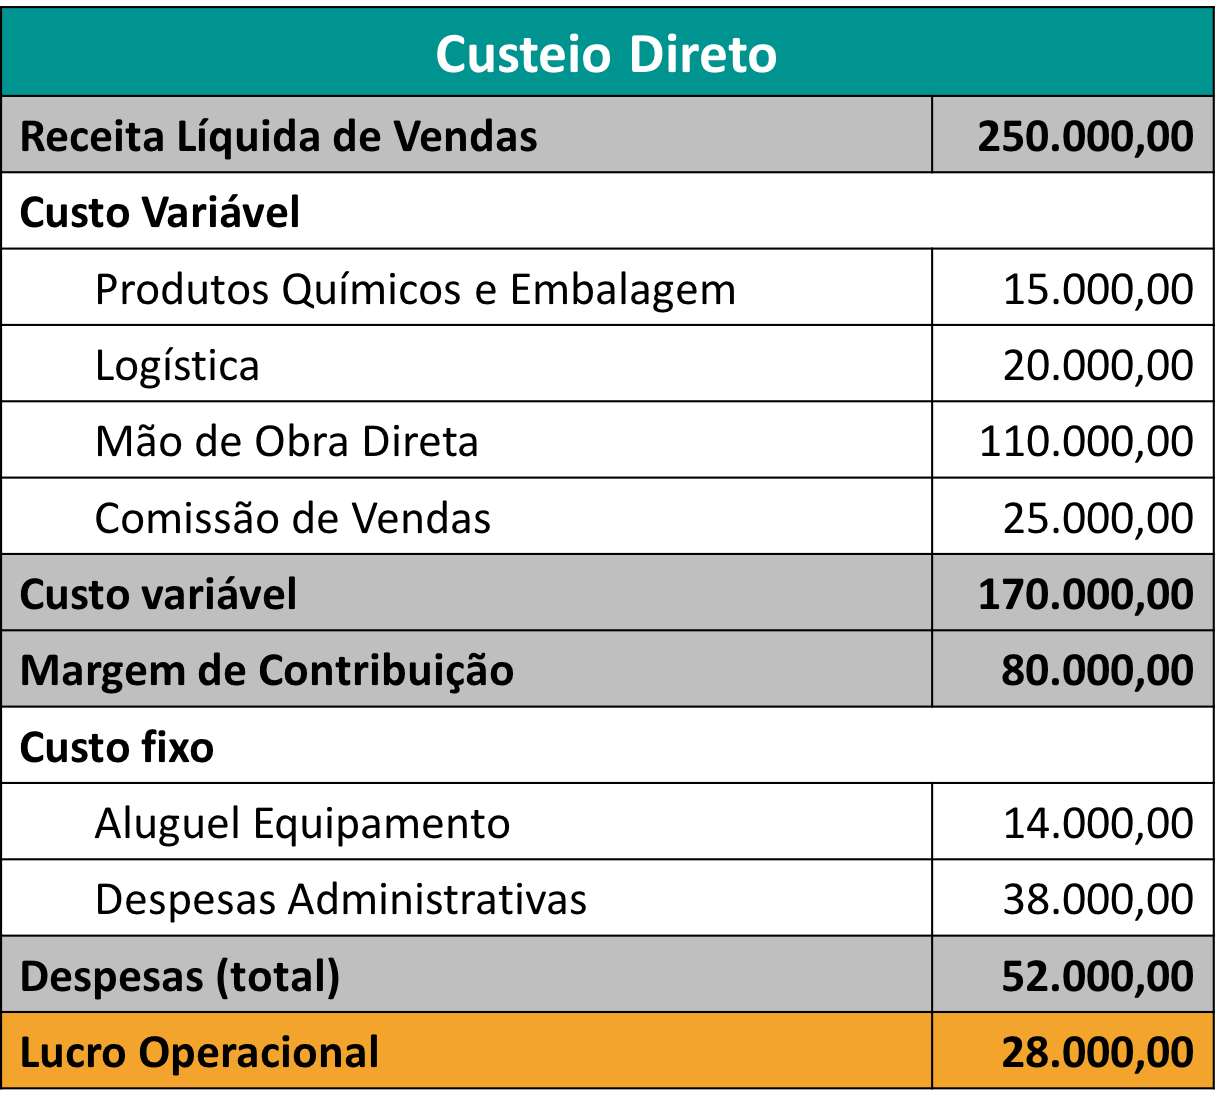 Custeio Direto
Receita Líquida de Vendas 250.000,00
Custo Variável
Produtos Químicos e Embalagem 15.000,00
Logística 20.000,00
Mão de Obra Direta 110.000,00
Comissão de Vendas 25.000,00
Custo variável 170.000,00
Margem de Contribuição 80.000,00
Custo fixo
Aluguel Equipamento 14.000,00
Despesas Administrativas 38.000,00
Despesas (total) 52.000,00
Lucro Operacional 28.000,00